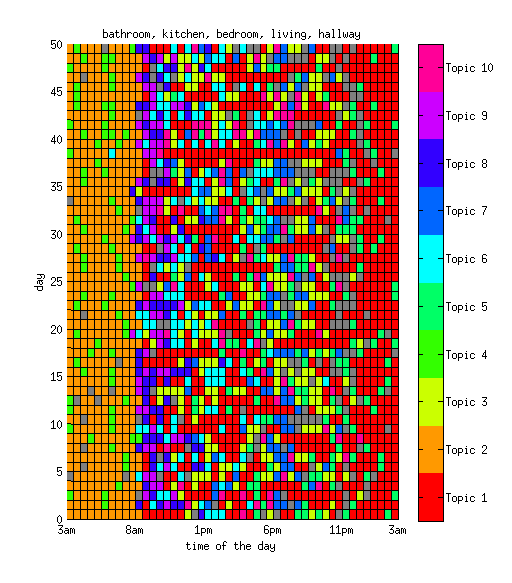 bathroom, kitchen, bedroom, living, hallway
50
45
40
35
30
25
20
15
10
5
0
day
3am 8am 1pm 6pm 11pm 3am
time of the day
Topic 10
Topic 9
Topic 8
Topic 7
Topic 6
Topic 5
Topic 4
Topic 3
Topic 2
Topic 1